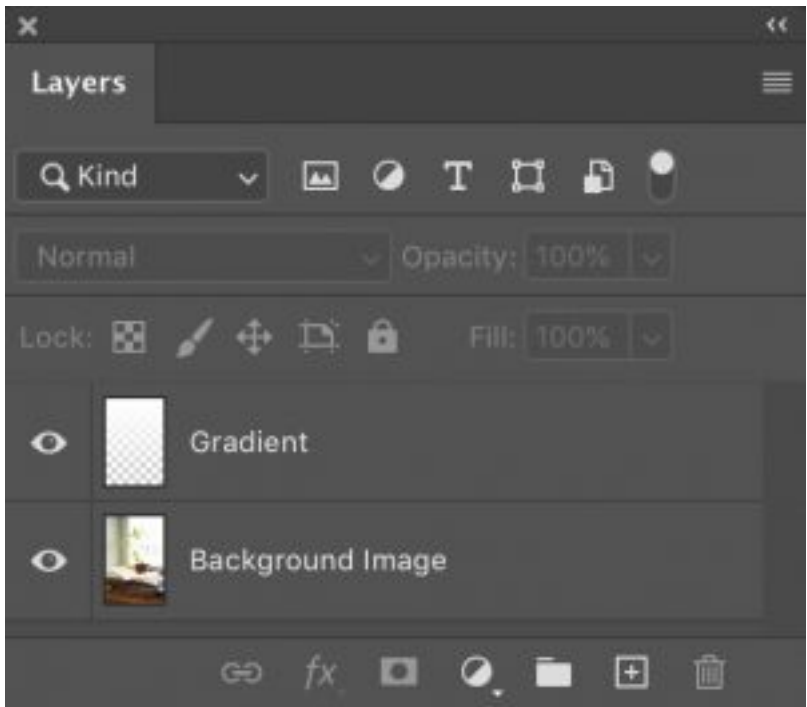 Layers
Kind
Normal Opacity: 100%
Lock: Fill: 100%
Gradient
Background Image
fx